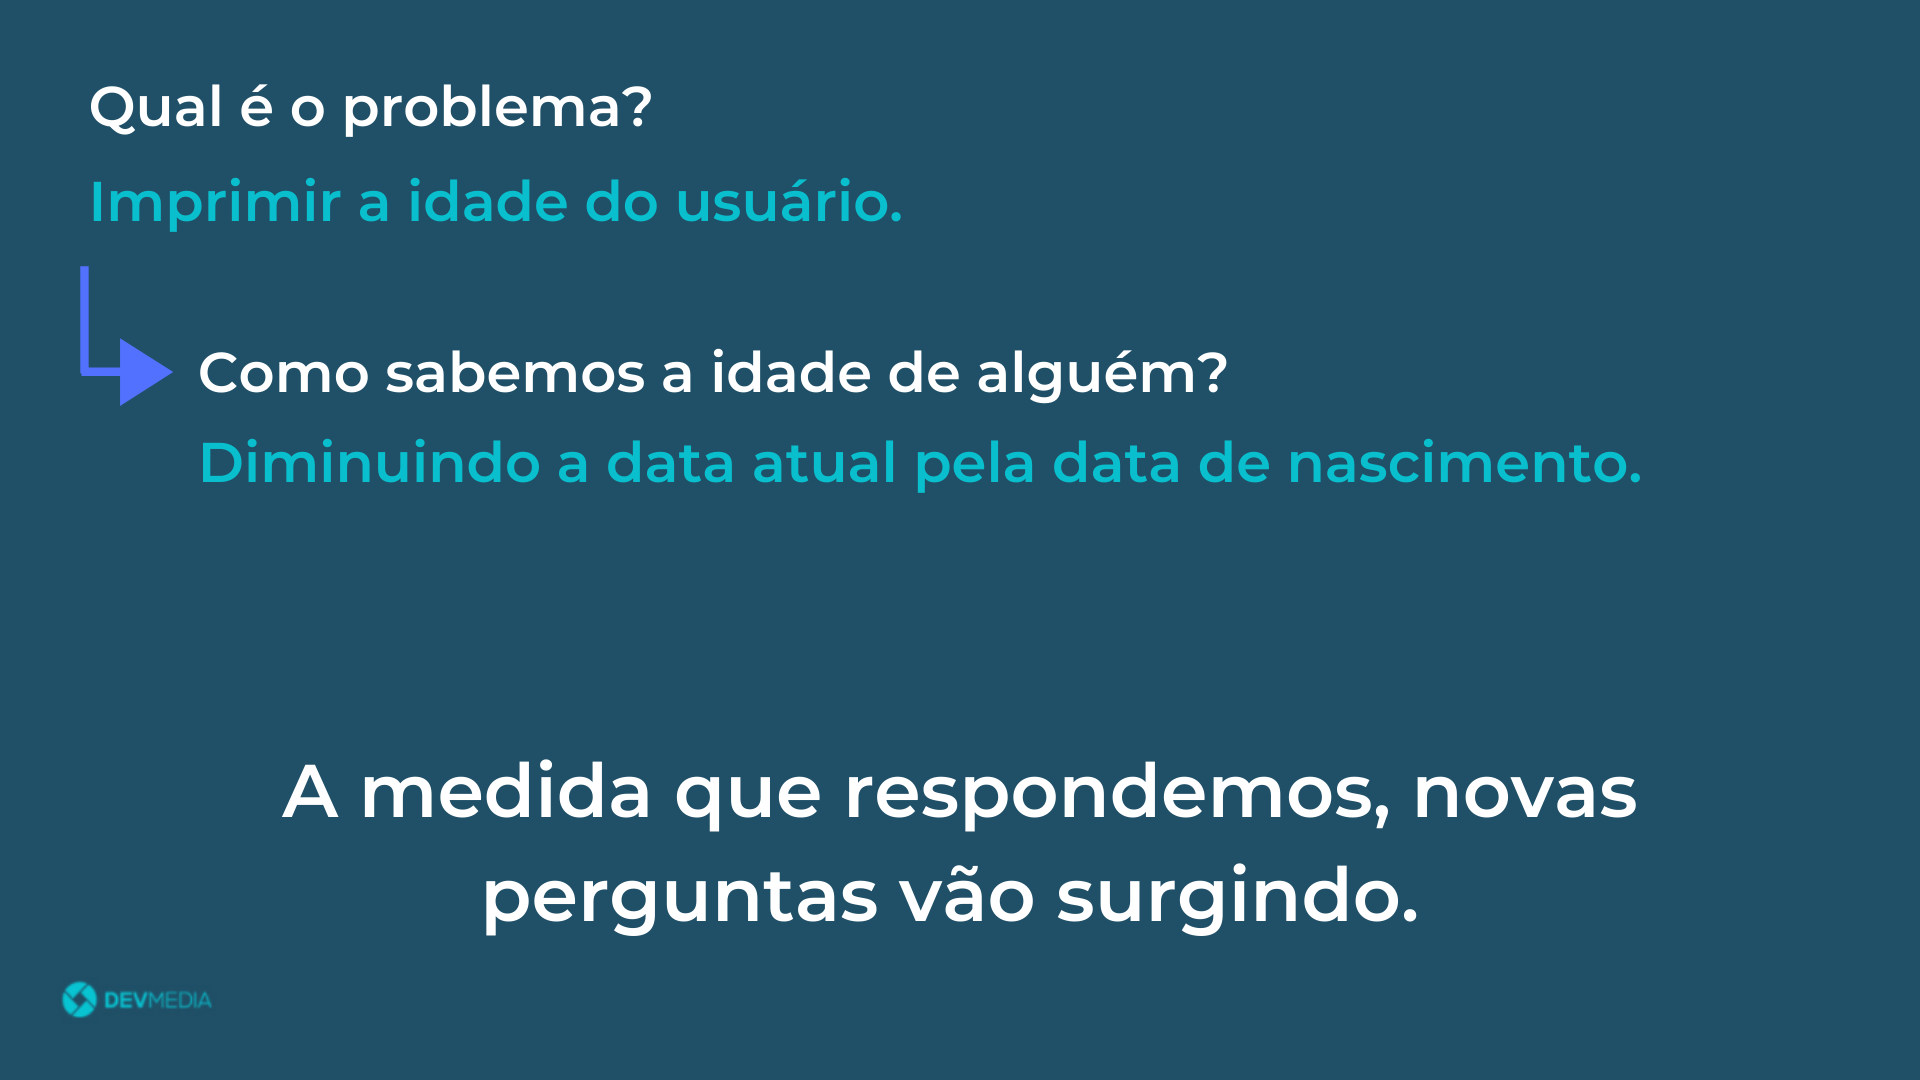 Qual é o problema?
Imprimir a idade do usuário.
Como sabemos a idade de alguém?
Diminuindo a data atual pela data de nascimento.
A medida que respondemos, novas
perguntas vão surgindo.
DEVMEDIA